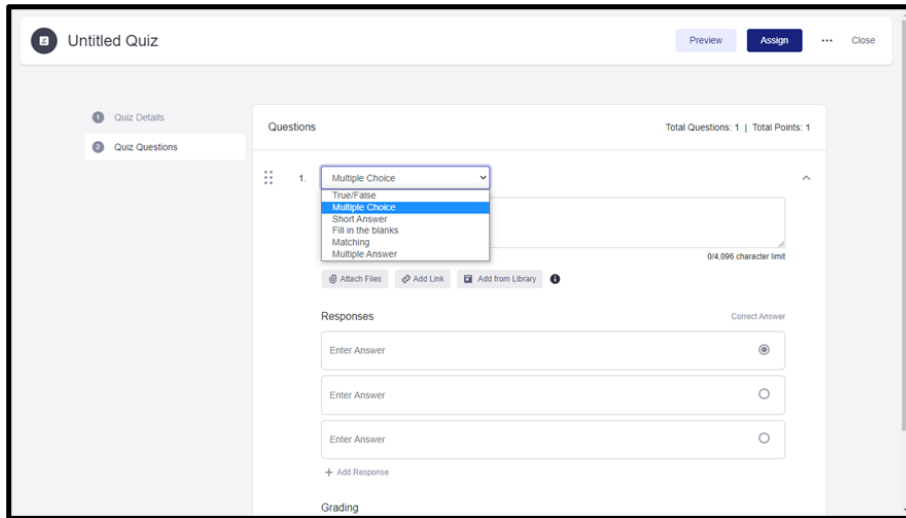 Untitled Quiz
Preview
Assign
Close
1 Quiz Details
2 Quiz Questions
Questions
Total Questions: 1 | Total Points: 1
1.
Multiple Choice
True/False
Multiple Choice
Short Answer
Fill in the blanks
Matching
Multiple Answer
0/4,096 character limit
Attach Files
Add Link
Add from Library
Responses
Correct Answer
Enter Answer
Enter Answer
Enter Answer
+ Add Response
Grading